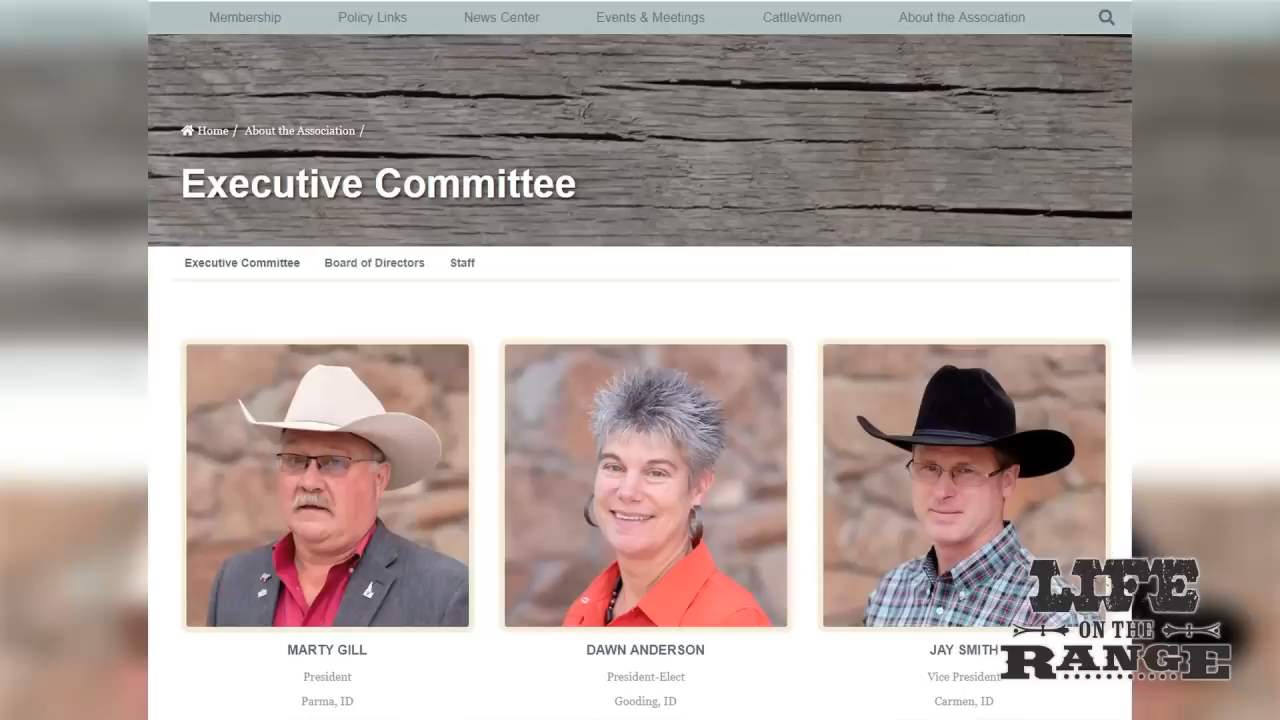 Membership Policy Links News Center Events & Meetings CattleWomen About the Association
Home / About the Association /
Executive Committee
Executive Committee Board of Directors Staff
MARTY GILL DAWN ANDERSON JAY SMITH
President President-Elect Vice President
Parma, ID Gooding, ID Carmen, ID
LIFE
ON THE
RANGE